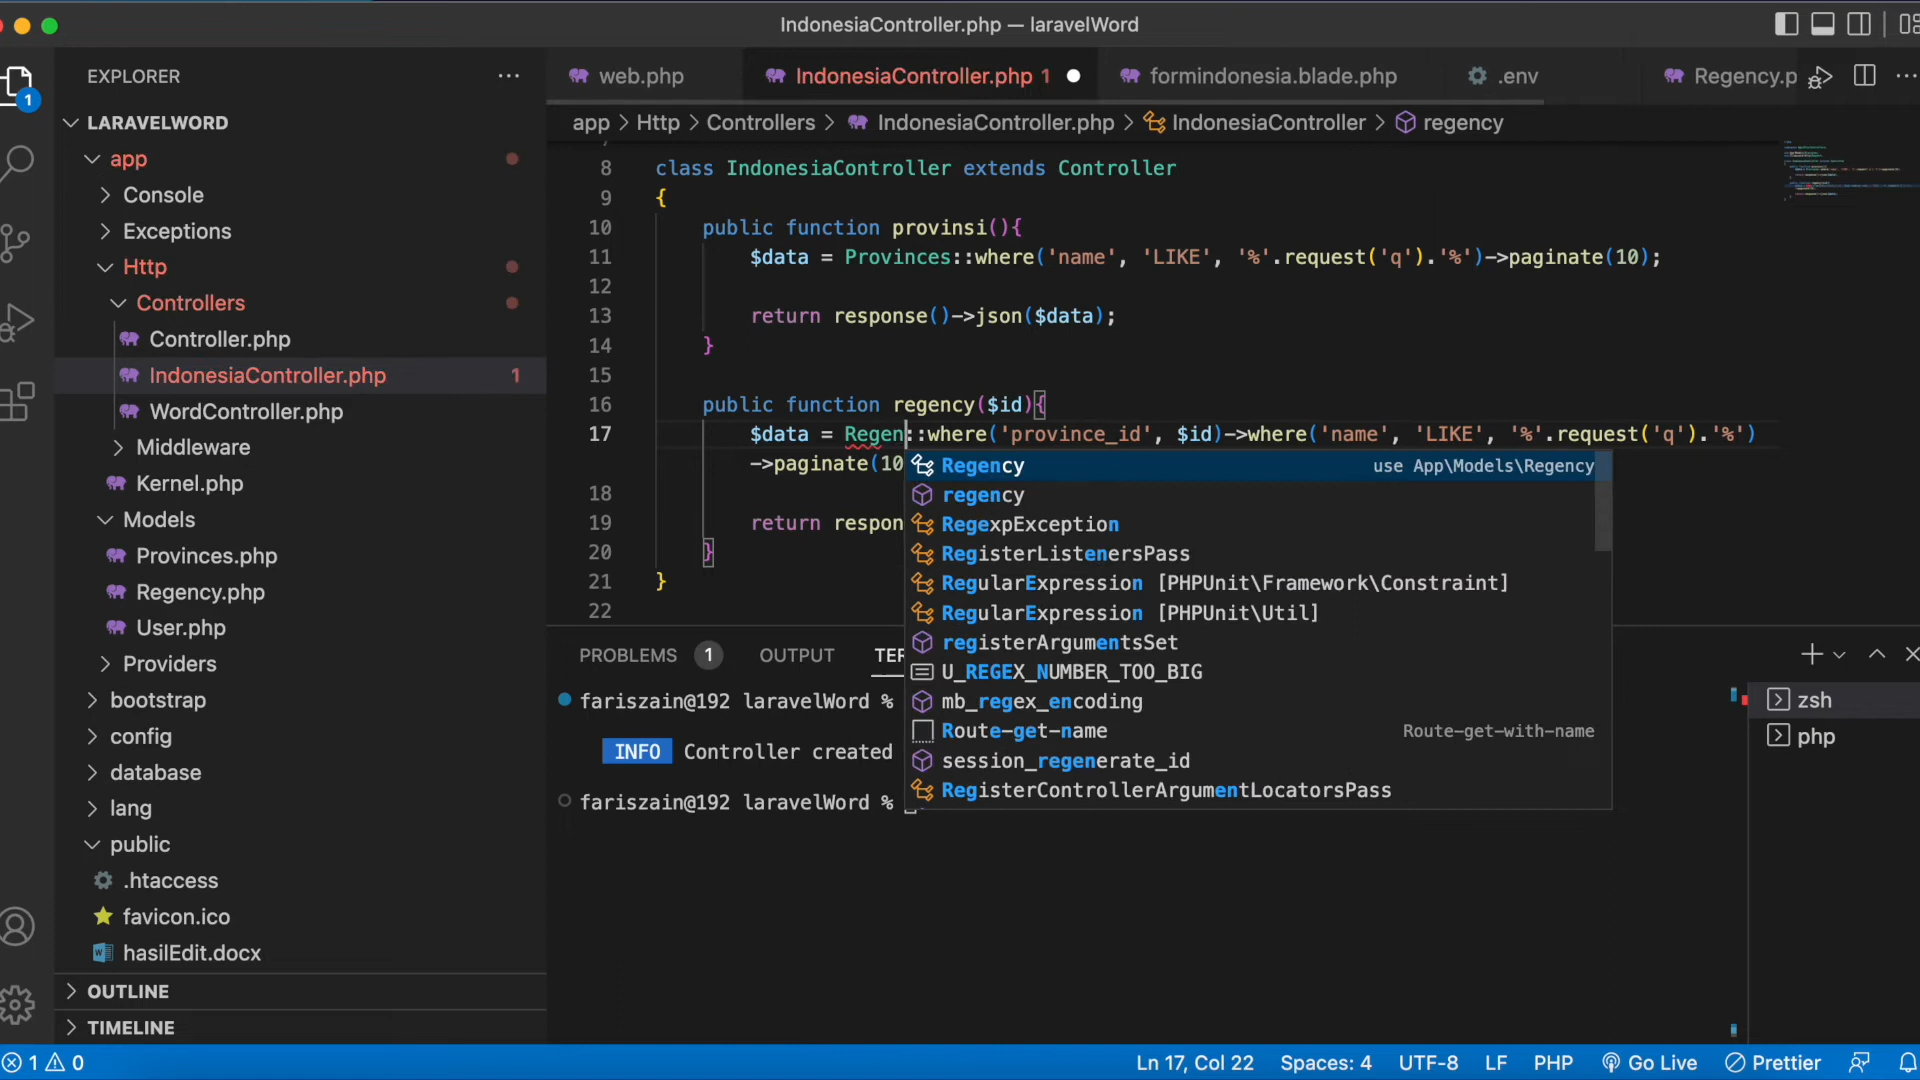 IndonesiaController.php — laravelWord
EXPLORER
web.php
IndonesiaController.php 1
formindonesia.blade.php
.env
Regency.p
1
LARAVELWORD
app
Console
Exceptions
Http
Controllers
Controller.php
IndonesiaController.php 1
WordController.php
Middleware
Kernel.php
Models
Provinces.php
Regency.php
User.php
Providers
bootstrap
config
database
lang
public
.htaccess
favicon.ico
hasilEdit.docx
OUTLINE
TIMELINE
app > Http > Controllers > IndonesiaController.php > IndonesiaController > regency
8 class IndonesiaController extends Controller
9 {
10 public function provinsi(){
11 $data = Provinces::where('name', 'LIKE', '%'.request('q').'%')->paginate(10);
12
13 return response()->json($data);
14 }
15
16 public function regency($id){
17 $data = Regen::where('province_id', $id)->where('name', 'LIKE', '%'.request('q').'%')
->paginate(10
18
19 return respon
20 }
21 }
22
Regency use App\Models\Regency
regency
RegexpException
RegisterListenersPass
RegularExpression [PHPUnit\Framework\Constraint]
RegularExpression [PHPUnit\Util]
registerArgumentsSet
U_REGEX_NUMBER_TOO_BIG
mb_regex_encoding
Route-get-name Route-get-with-name
session_regenerate_id
RegisterControllerArgumentLocatorsPass
PROBLEMS 1 OUTPUT TER
fariszain@192 laravelWord %
INFO Controller created
fariszain@192 laravelWord %
zsh
php
1 0
Ln 17, Col 22 Spaces: 4 UTF-8 LF PHP Go Live Prettier